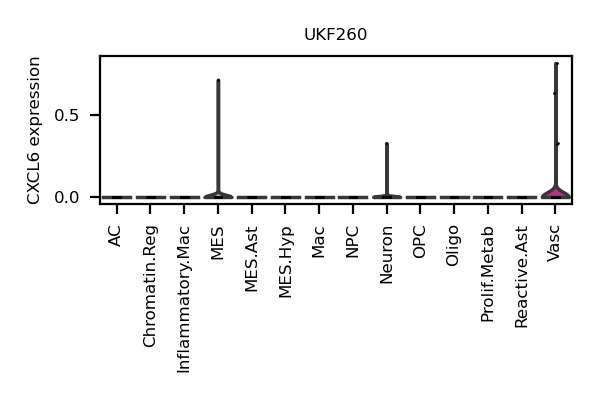 UKF260
CXCL6 expression
0.5
0.0
AC
Chromatin.Reg
Inflammatory.Mac
MES
MES.Ast
MES.Hyp
Mac
NPC
Neuron
OPC
Oligo
Prolif.Metab
Reactive.Ast
Vasc